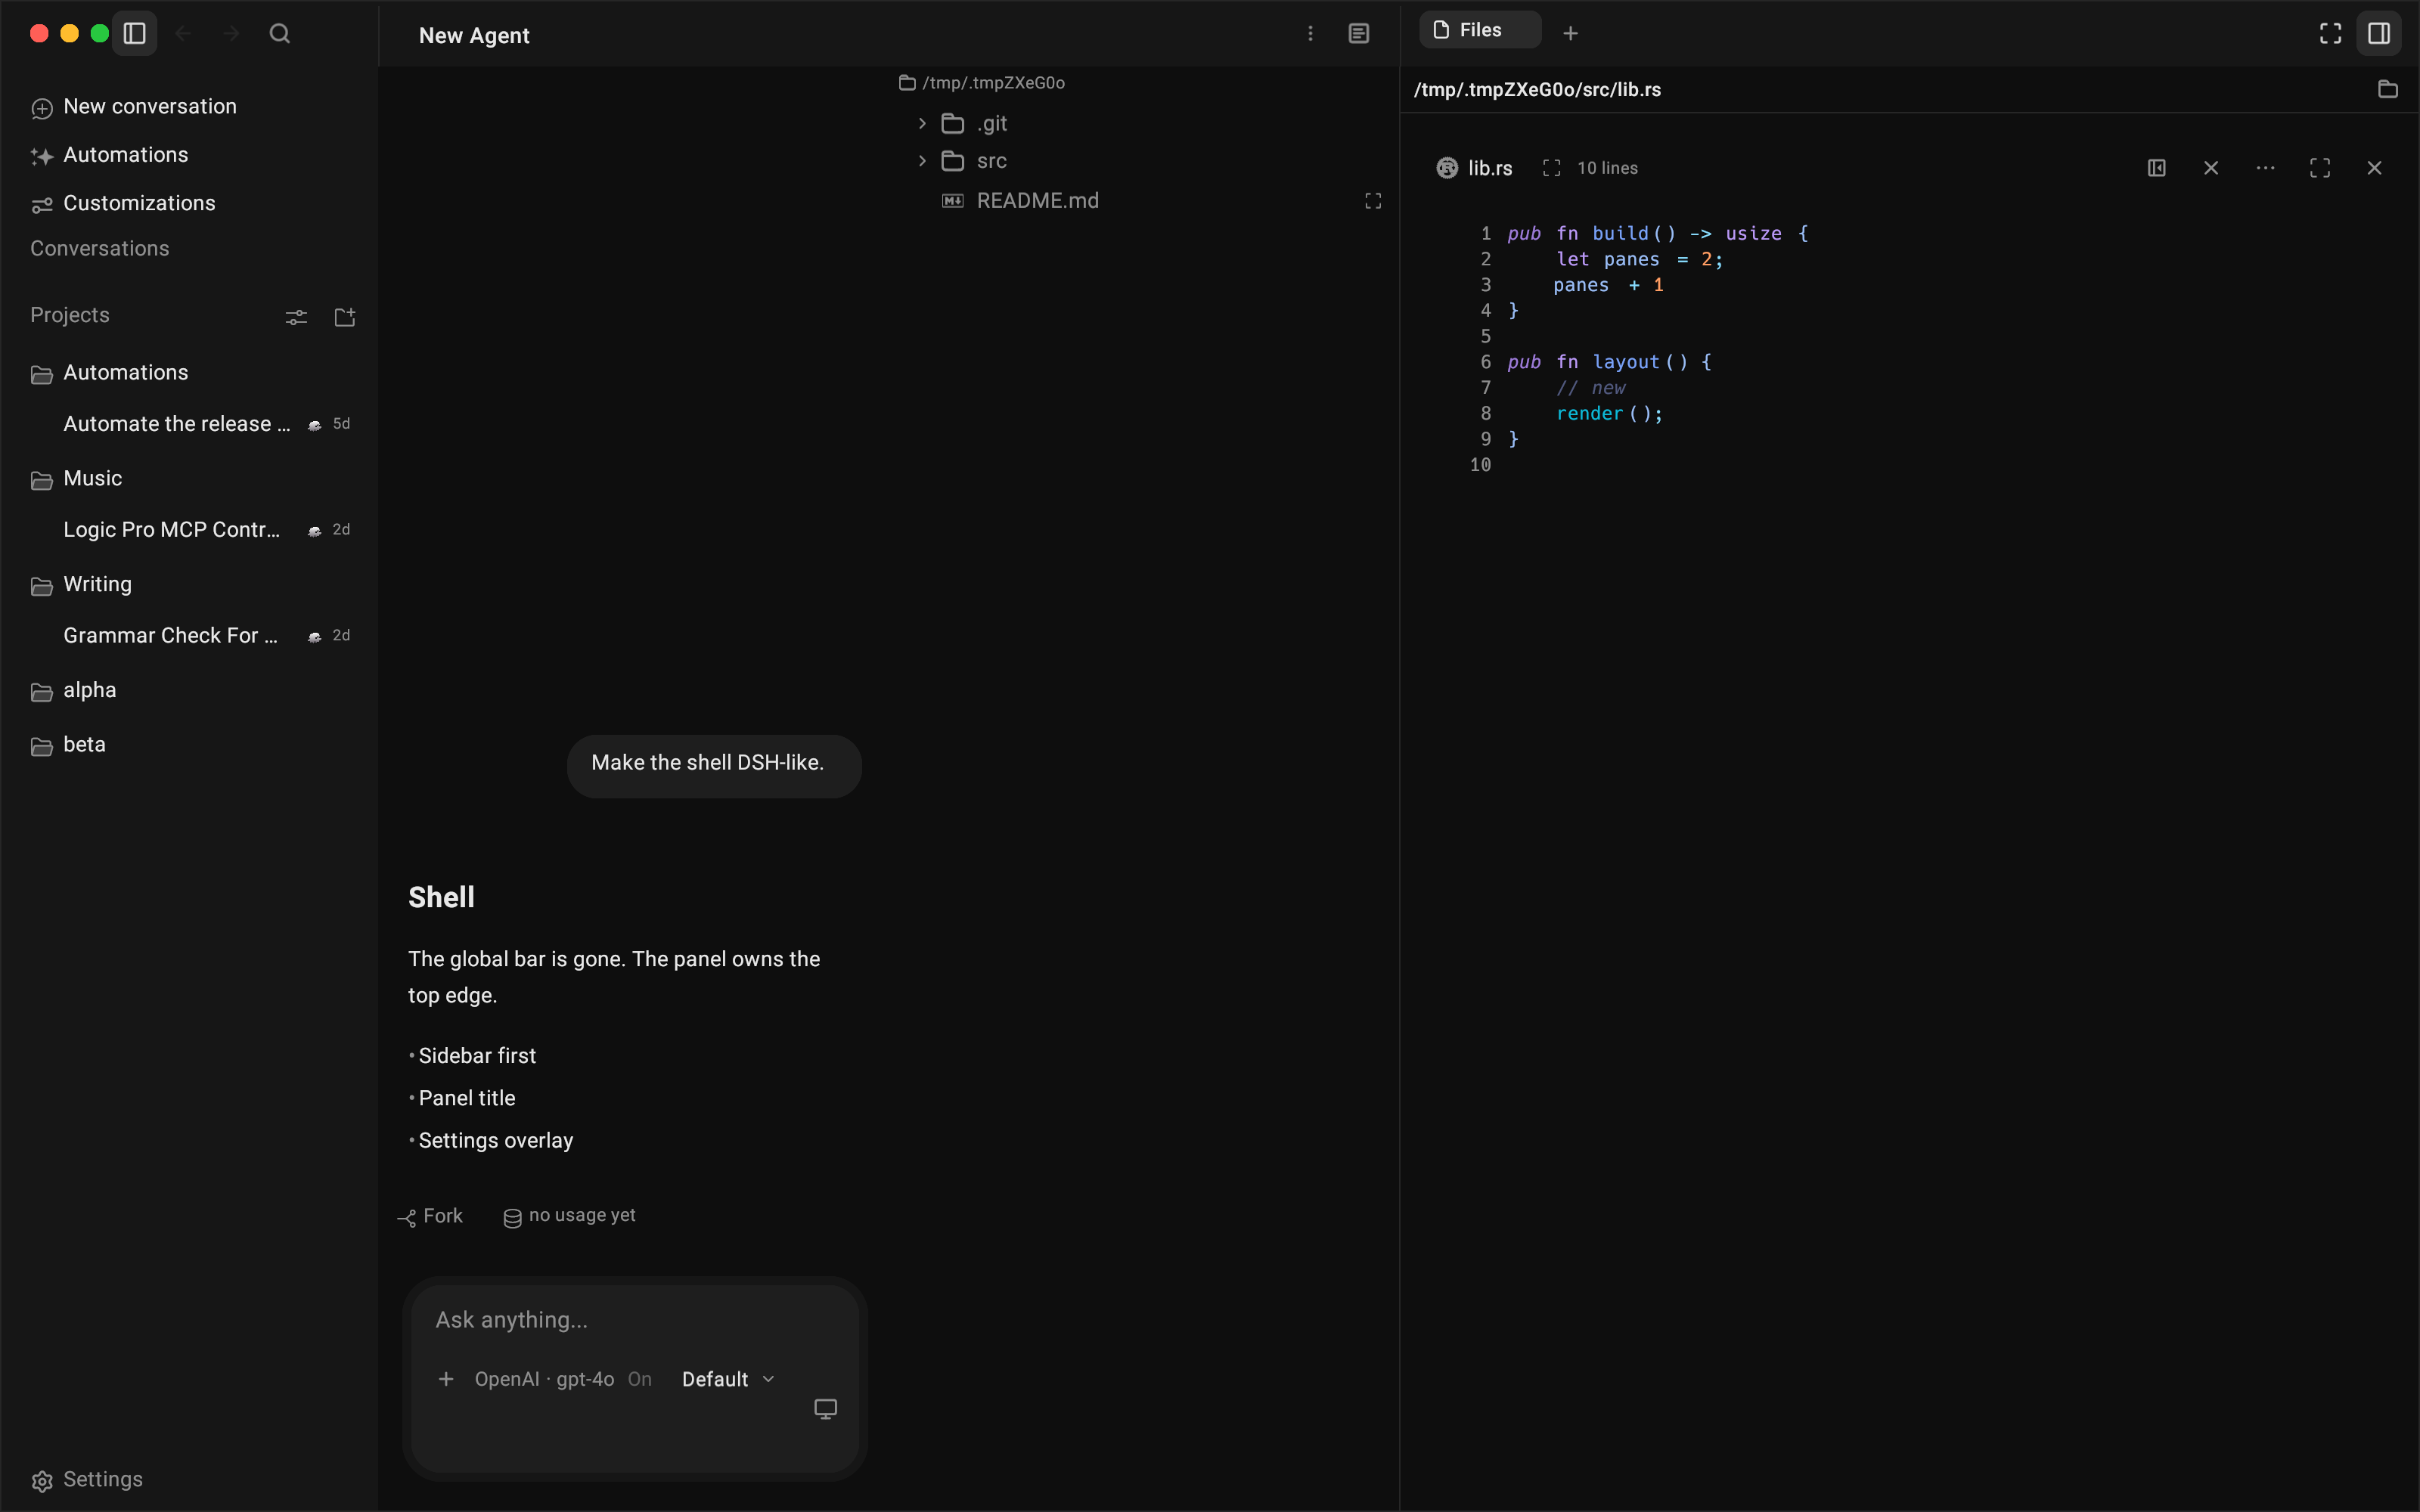 New conversation
Automations
Customizations
Conversations
Projects
Automations
Automate the release ... 5d
Music
Logic Pro MCP Contr... 2d
Writing
Grammar Check For ... 2d
alpha
beta
Settings
New Agent
/tmp/.tmpZXeG0o
.git
src
README.md
Make the shell DSH-like.
Shell
The global bar is gone. The panel owns the
top edge.
• Sidebar first
• Panel title
• Settings overlay
Fork no usage yet
Ask anything...
OpenAI · gpt-4o On Default
Files
/tmp/.tmpZXeG0o/src/lib.rs
lib.rs 10 lines
1 pub fn build() -> usize {
2     let panes = 2;
3     panes + 1
4 }
5
6 pub fn layout() {
7     // new
8     render();
9 }
10